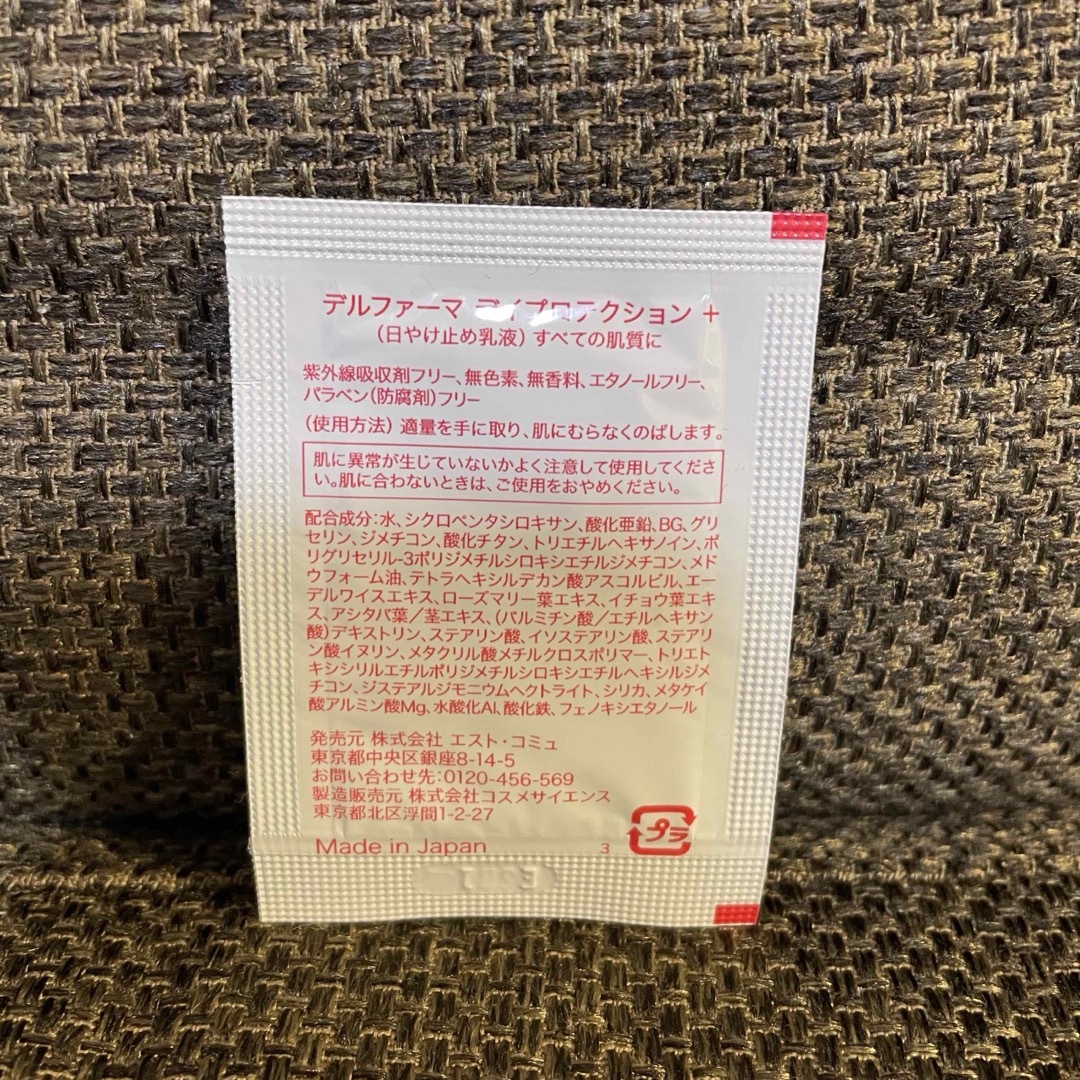 デルファーマ デイプロテクション +
(日やけ止め乳液) すべての肌質に
紫外線吸収剤フリー、無色素、無香料、エタノールフリー、
パラベン(防腐剤)フリー
(使用方法) 適量を手に取り、肌にむらなくのばします。
肌に異常が生じていないかよく注意して使用してくださ
い。肌に合わないときは、ご使用をおやめください。
配合成分:水、シクロペンタシロキサン、酸化亜鉛、BG、グリ
セリン、ジメチコン、酸化チタン、トリエチルヘキサノイン、ポ
リグリセリル-3ポリジメチルシロキシエチルジメチコン、メド
ウフォーム油、テトラヘキシルデカン酸アスコルビル、エー
デルワイスエキス、ローズマリー葉エキス、イチョウ葉エキ
ス、アシタバ葉/茎エキス、(パルミチン酸/エチルヘキサン
酸)デキストリン、ステアリン酸、イソステアリン酸、ステアリ
ン酸イヌリン、メタクリル酸メチルクロスポリマー、トリエト
キシシリルエチルポリジメチルシロキシエチルヘキシルジメ
チコン、ジステアルジモニウムヘクトライト、シリカ、メタケイ
酸アルミン酸Mg、水酸化Al、酸化鉄、フェノキシエタノール
発売元 株式会社 エスト・コミュ
東京都中央区銀座8-14-5
お問い合わせ先:0120-456-569
製造販売元 株式会社コスメサイエンス
東京都北区浮間1-2-27
Made in Japan 3
プラ